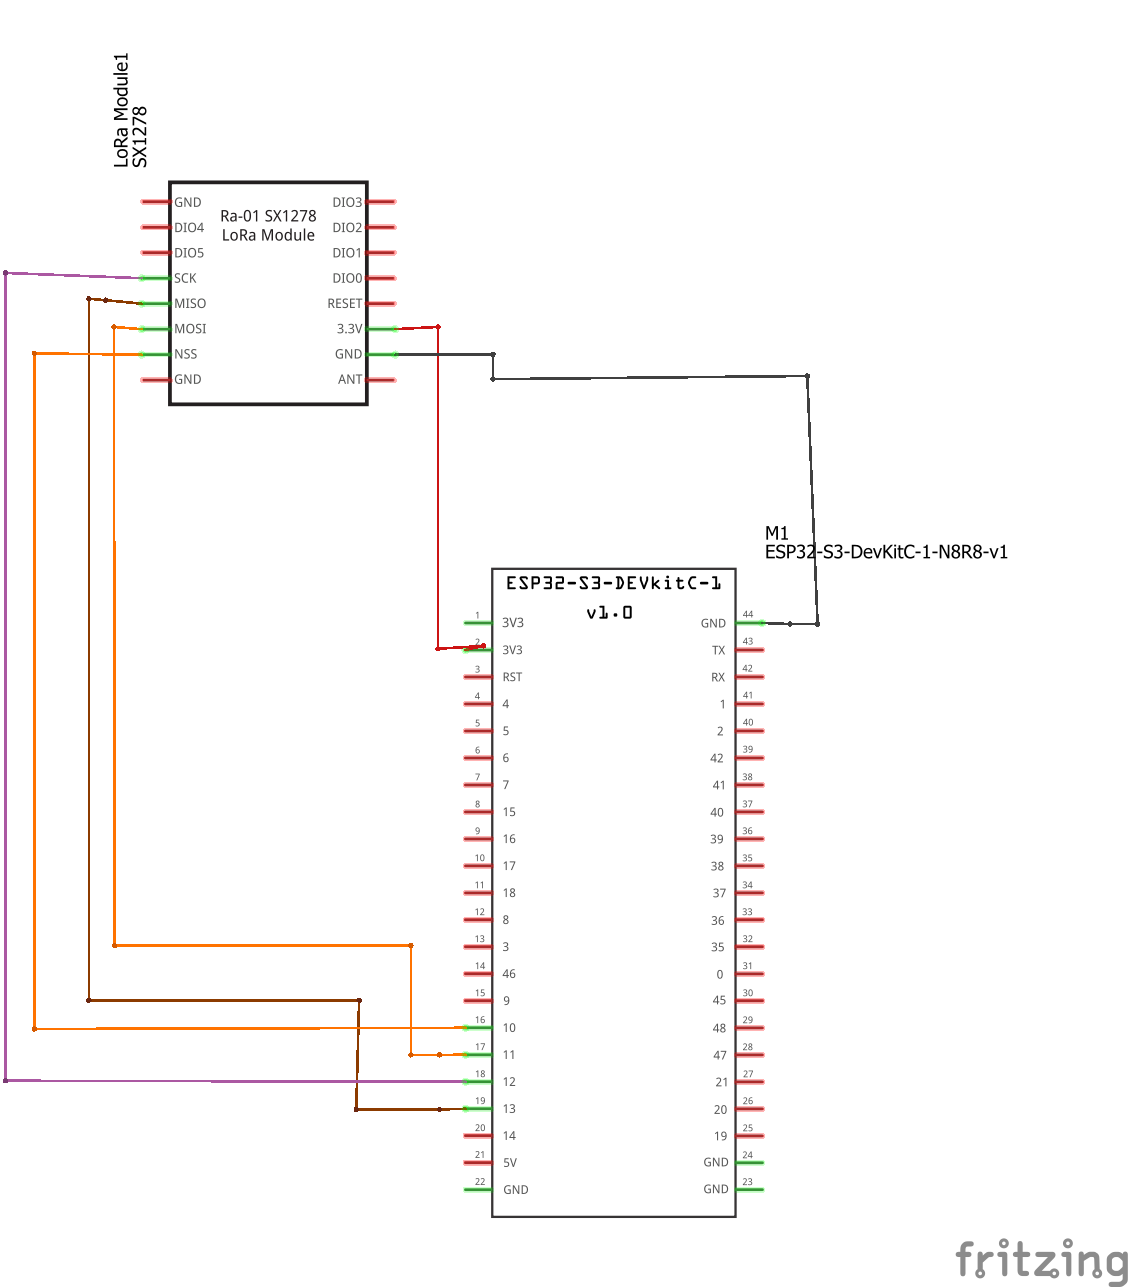 LoRa Module1
SX1278
Ra-01 SX1278
LoRa Module
GND
DIO4
DIO5
SCK
MISO
MOSI
NSS
GND
DIO3
DIO2
DIO1
DIO0
RESET
3.3V
GND
ANT
M1
ESP32-S3-DevKitC-1-N8R8-v1
ESP32-S3-DEVkitC-1
v1.0
1 3V3
2 3V3
3 RST
4 4
5 5
6 6
7 7
8 15
9 16
10 17
11 18
12 8
13 3
14 46
15 9
16 10
17 11
18 12
19 13
20 14
21 5V
22 GND
GND 44
TX 43
RX 42
1 41
2 40
42 39
41 38
40 37
39 36
38 35
37 34
36 33
35 32
0 31
45 30
48 29
47 28
21 27
20 26
19 25
GND 24
GND 23
fritzing